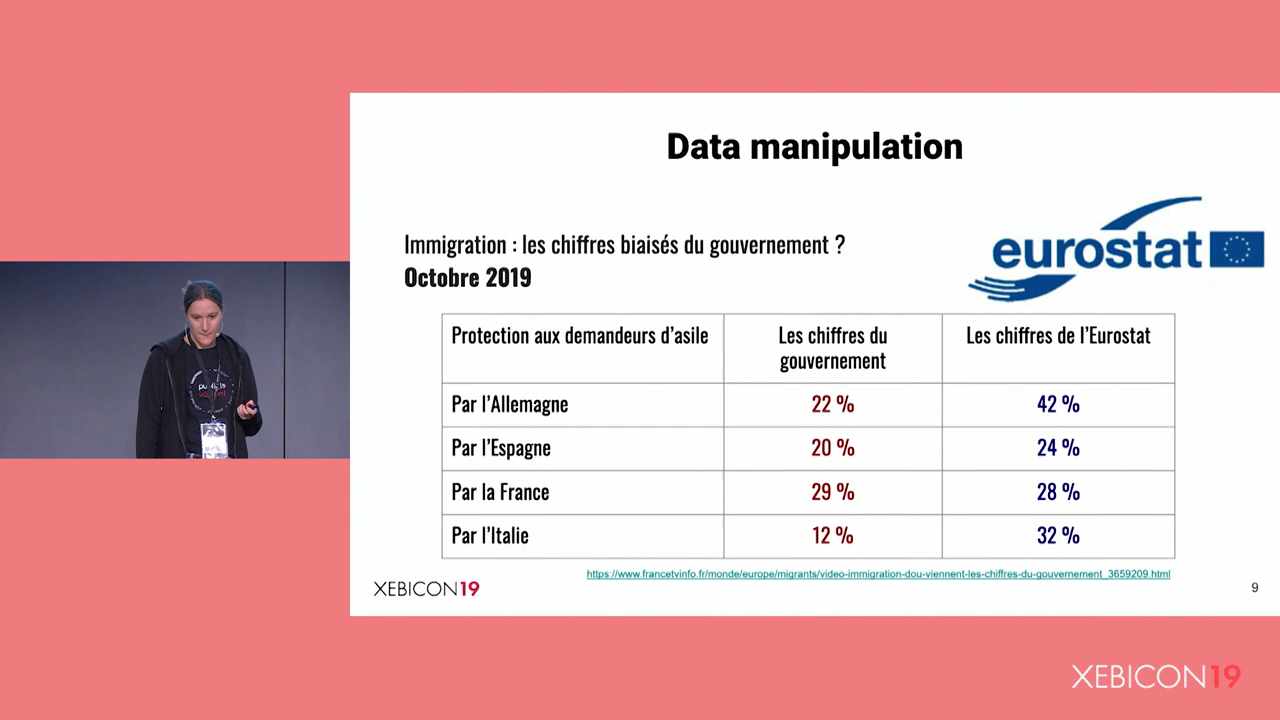 Data manipulation
eurostat
Immigration : les chiffres biaisés du gouvernement ?
Octobre 2019
Protection aux demandeurs d'asile
Les chiffres du
gouvernement
Les chiffres de l'Eurostat
Par l'Allemagne
22 %
42 %
Par l'Espagne
20 %
24 %
Par la France
29 %
28 %
Par l'Italie
12 %
32 %
https://www.francetvinfo.fr/monde/europe/migrants/video-immigration-dou-viennent-les-chiffres-du-gouvernement_3659209.html
XEBICON19
9
XEBICON19